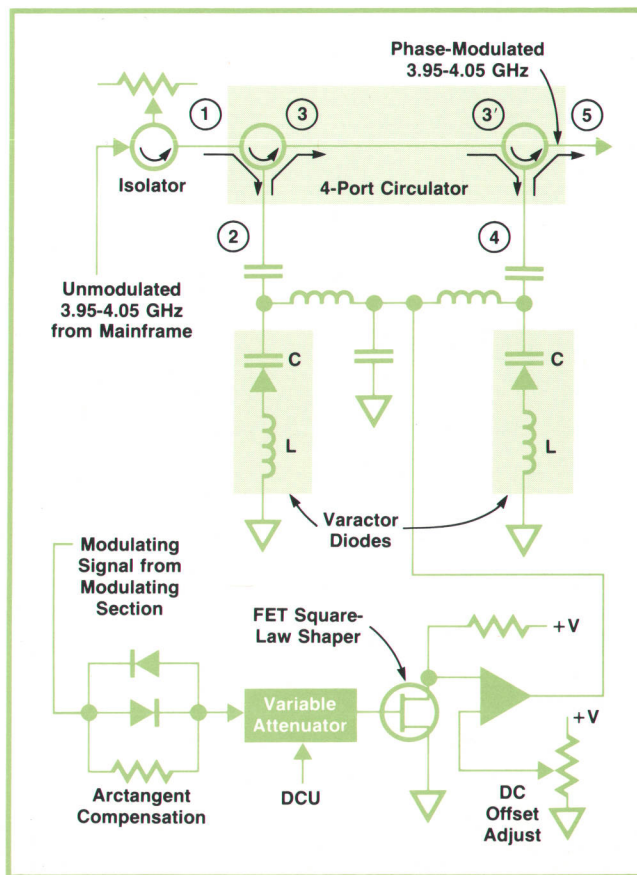 Phase-Modulated
3.95-4.05 GHz
1
3
3′
5
Isolator
4-Port Circulator
2
4
Unmodulated
3.95-4.05 GHz
from Mainframe
C
C
L
L
Varactor
Diodes
Modulating
Signal from
Modulating
Section
FET Square-
Law Shaper
+V
Variable
Attenuator
+V
Arctangent
Compensation
DCU
DC
Offset
Adjust